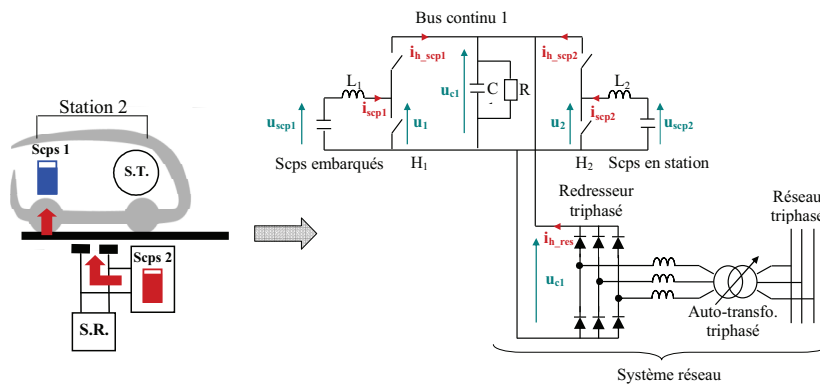 Station 2
Scps 1
S.T.
Scps 2
S.R.
Bus continu 1
i_h_scp1
i_h_scp2
L1
i_scp1
u_scp1
u1
u_c1
C
R
u2
L2
i_scp2
u_scp2
Scps embarqués
H1
H2
Scps en station
Redresseur
triphasé
Réseau
triphasé
i_h_res
u_c1
Auto-transfo.
triphasé
Système réseau